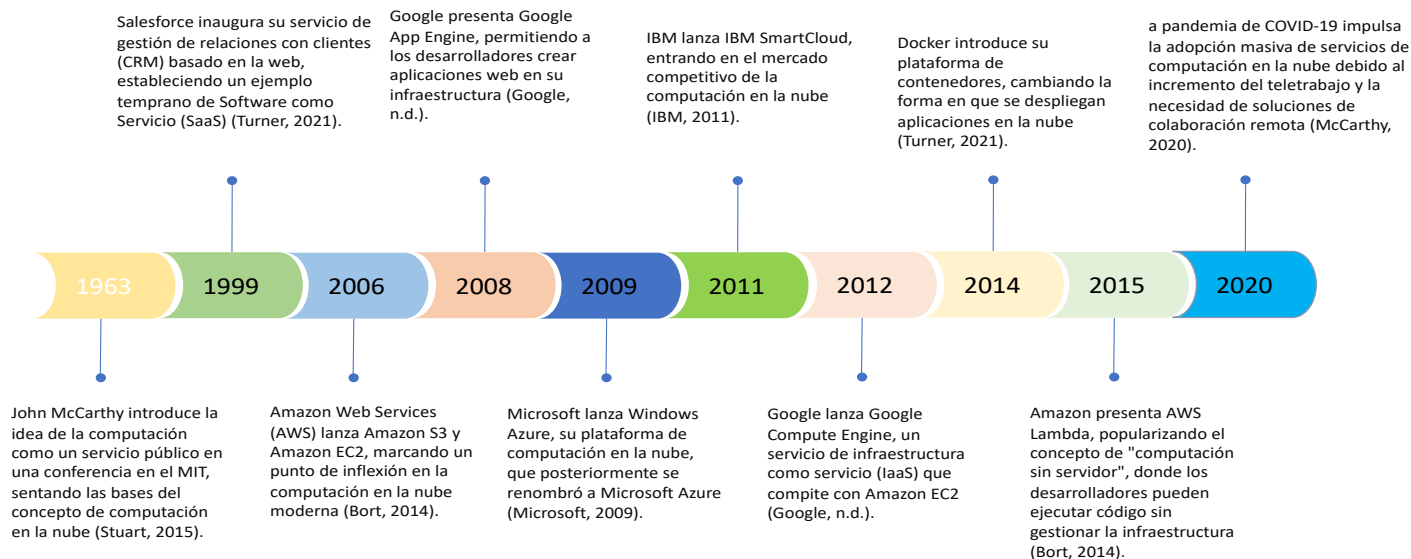 Salesforce inaugura su servicio de
gestión de relaciones con clientes
(CRM) basado en la web,
estableciendo un ejemplo
temprano de Software como
Servicio (SaaS) (Turner, 2021).
Google presenta Google
App Engine, permitiendo a
los desarrolladores crear
aplicaciones web en su
infraestructura (Google,
n.d.).
IBM lanza IBM SmartCloud,
entrando en el mercado
competitivo de la
computación en la nube
(IBM, 2011).
Docker introduce su
plataforma de
contenedores, cambiando la
forma en que se despliegan
aplicaciones en la nube
(Turner, 2021).
a pandemia de COVID-19 impulsa
la adopción masiva de servicios de
computación en la nube debido al
incremento del teletrabajo y la
necesidad de soluciones de
colaboración remota (McCarthy,
2020).
1963
1999
2006
2008
2009
2011
2012
2014
2015
2020
John McCarthy introduce la
idea de la computación
como un servicio público en
una conferencia en el MIT,
sentando las bases del
concepto de computación
en la nube (Stuart, 2015).
Amazon Web Services
(AWS) lanza Amazon S3 y
Amazon EC2, marcando un
punto de inflexión en la
computación en la nube
moderna (Bort, 2014).
Microsoft lanza Windows
Azure, su plataforma de
computación en la nube,
que posteriormente se
renombró a Microsoft Azure
(Microsoft, 2009).
Google lanza Google
Compute Engine, un
servicio de infraestructura
como servicio (IaaS) que
compite con Amazon EC2
(Google, n.d.).
Amazon presenta AWS
Lambda, popularizando el
concepto de "computación
sin servidor", donde los
desarrolladores pueden
ejecutar código sin
gestionar la infraestructura
(Bort, 2014).